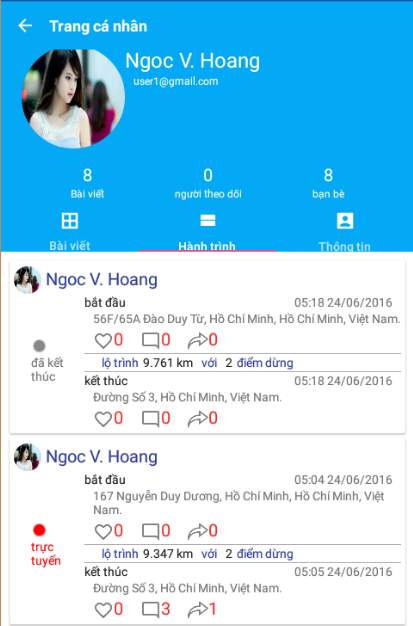 Trang cá nhân
Ngoc V. Hoang
user1@gmail.com
8 0 8
Bài viết người theo dõi bạn bè
Bài viết Hành trình Thông tin
Ngoc V. Hoang
bắt đầu 05:18 24/06/2016
56F/65A Đào Duy Từ, Hồ Chí Minh, Hồ Chí Minh, Việt Nam.
0 0 0
đã kết
thúc
lộ trình 9.761 km với 2 điểm dừng
kết thúc 05:18 24/06/2016
Đường Số 3, Hồ Chí Minh, Việt Nam.
0 0 0
Ngoc V. Hoang
bắt đầu 05:04 24/06/2016
167 Nguyễn Duy Dương, Hồ Chí Minh, Hồ Chí Minh, Việt
Nam.
0 0 0
trực
tuyến
lộ trình 9.347 km với 2 điểm dừng
kết thúc 05:05 24/06/2016
Đường Số 3, Hồ Chí Minh, Việt Nam.
0 3 1